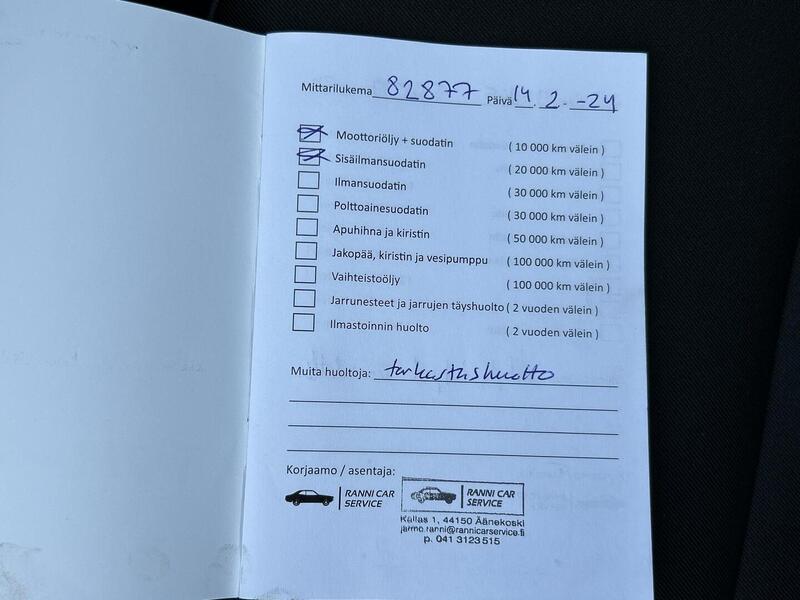 Mittarilukema 82877 Päivä 14. 2. -24
Moottoriöljy + suodatin ( 10 000 km välein )
Sisäilmansuodatin ( 20 000 km välein )
Ilmansuodatin ( 30 000 km välein )
Polttoainesuodatin ( 30 000 km välein )
Apuhihna ja kiristin ( 50 000 km välein )
Jakopää, kiristin ja vesipumppu ( 100 000 km välein )
Vaihteistoöljy ( 100 000 km välein )
Jarrunesteet ja jarrujen täyshuolto ( 2 vuoden välein )
Ilmastoinnin huolto ( 2 vuoden välein )
Muita huoltoja: tarkastushuolto
Korjaamo / asentaja:
RANNI CAR
SERVICE
RANNI CAR
SERVICE
Kallas 1, 44150 Äänekoski
jarmo.ranni@rannicarservice.fi
p. 041 3123515